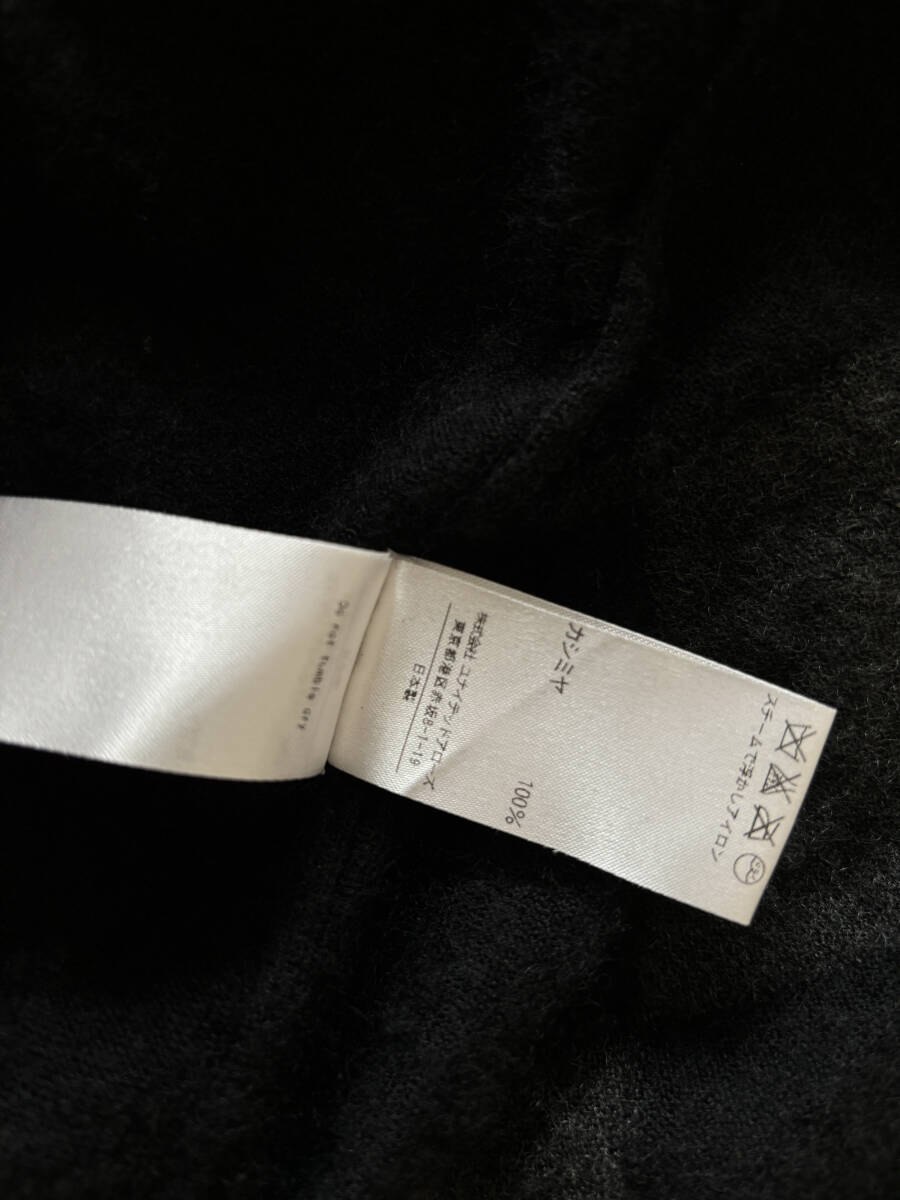 スチームで浮かしアイロン
カシミヤ
100%
株式会社 ユナイテッドアローズ
東京都港区赤坂8-1-19
日本製
Do not tumble dry